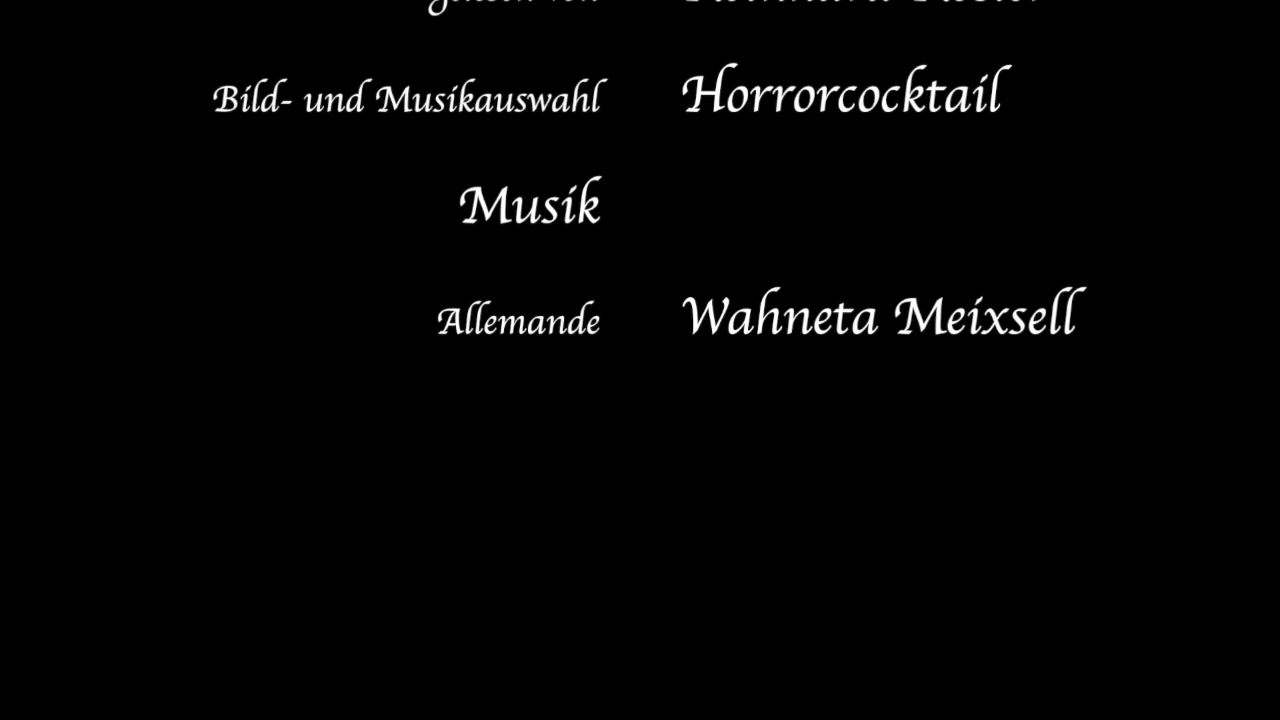 Bild- und Musikauswahl Horrorcocktail
Musik
Allemande Wahneta Meixsell